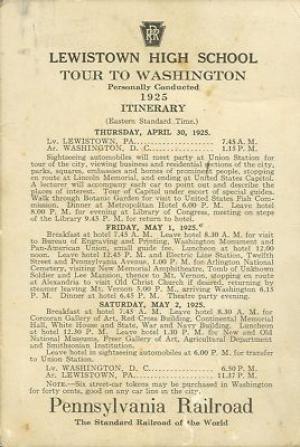 PRR
LEWISTOWN HIGH SCHOOL
TOUR TO WASHINGTON
Personally Conducted
1925
ITINERARY
(Eastern Standard Time.)
THURSDAY, APRIL 30, 1925.
Lv. LEWISTOWN, PA. 7.45 A. M.
Ar. WASHINGTON, D. C. 1.15 P. M.
Sightseeing automobiles will meet party at Union Station for
tour of the city, viewing business and residential portions of the city,
parks, squares, embassies and homes of prominent people, stopping
en route at Lincoln Memorial, and ending at United States Capitol.
A lecturer will accompany each car to point out and describe the
places of interest. Tour of Capitol under escort of special guides.
Walk through Botanic Garden for visit to United States Fish Com-
mission. Dinner at Metropolitan Hotel 6.00 P. M. Leave hotel
8.00 P. M. for evening at Library of Congress, meeting on steps
of the Library 9.45 P. M. for return to hotel.
FRIDAY, MAY 1, 1925.
Breakfast at hotel 7.45 A. M. Leave hotel 8.30 A. M. for visit
to Bureau of Engraving and Printing, Washington Monument and
Pan-American Union, small guide fee. Luncheon at hotel 12.00
noon. Leave hotel 12.45 P. M. and Electric Line Station, Twelfth
Street and Pennsylvania Avenue, 1.00 P. M. for Arlington National
Cemetery, visiting New Memorial Amphitheatre, Tomb of Unknown
Soldier and Lee Mansion, thence to Mt. Vernon, stopping en route
at Alexandria to visit Old Christ Church if desired, returning by
steamer leaving Mt. Vernon 5.00 P. M., arriving Washington 6.15
P. M. Dinner at hotel 6.45 P. M. Theatre party evening.
SATURDAY, MAY 2, 1925.
Breakfast at hotel 7.45 A. M. Leave hotel 8.30 A. M. for
Corcoran Gallery of Art, Red Cross Building, Continental Memorial
Hall, White House and State, War and Navy Building. Luncheon
at hotel 12.30 P. M. Leave hotel 1.30 P. M. for New and Old
National Museums, Freer Gallery of Art, Agricultural Department
and Smithsonian Institution.
Leave hotel in sightseeing automobiles at 6.00 P. M. for transfer
to Union Station.
Lv. WASHINGTON, D. C. 6.50 P. M.
Ar. LEWISTOWN, PA. 11.37 P. M.
NOTE.—Six street-car tokens may be purchased in Washington
for forty cents, good on any car line in the city.
Pennsylvania Railroad
The Standard Railroad of the World